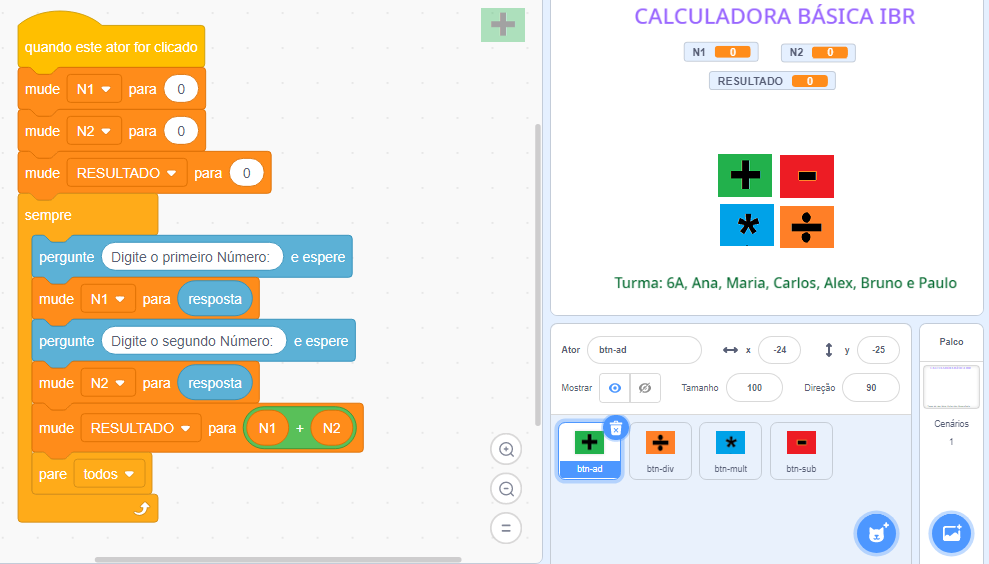 quando este ator for clicado
mude N1 para 0
mude N2 para 0
mude RESULTADO para 0
sempre
pergunte Digite o primeiro Número: e espere
mude N1 para resposta
pergunte Digite o segundo Número: e espere
mude N2 para resposta
mude RESULTADO para N1 + N2
pare todos
CALCULADORA BÁSICA IBR
N1 0 N2 0
RESULTADO 0
+ -
* ÷
Turma: 6A, Ana, Maria, Carlos, Alex, Bruno e Paulo
Ator btn-ad x -24 y -25
Mostrar Tamanho 100 Direção 90
btn-ad btn-div btn-mult btn-sub
Palco
Cenários
1